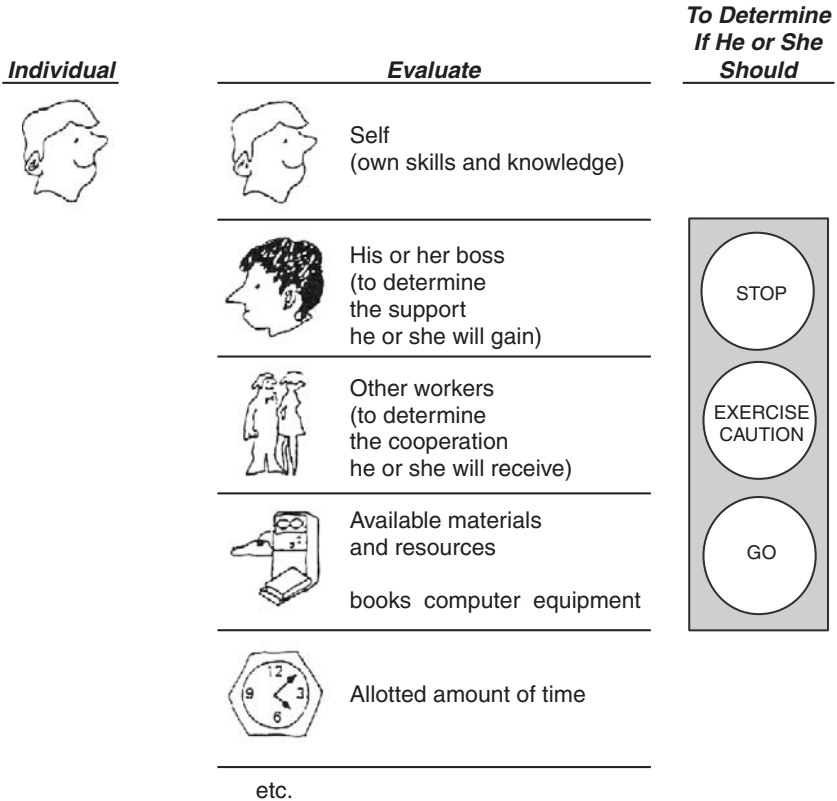 Individual
Evaluate
To Determine
If He or She
Should
Self
(own skills and knowledge)
His or her boss
(to determine
the support
he or she will gain)
Other workers
(to determine
the cooperation
he or she will receive)
Available materials
and resources
books computer equipment
12
9
3
6
Allotted amount of time
etc.
STOP
EXERCISE
CAUTION
GO